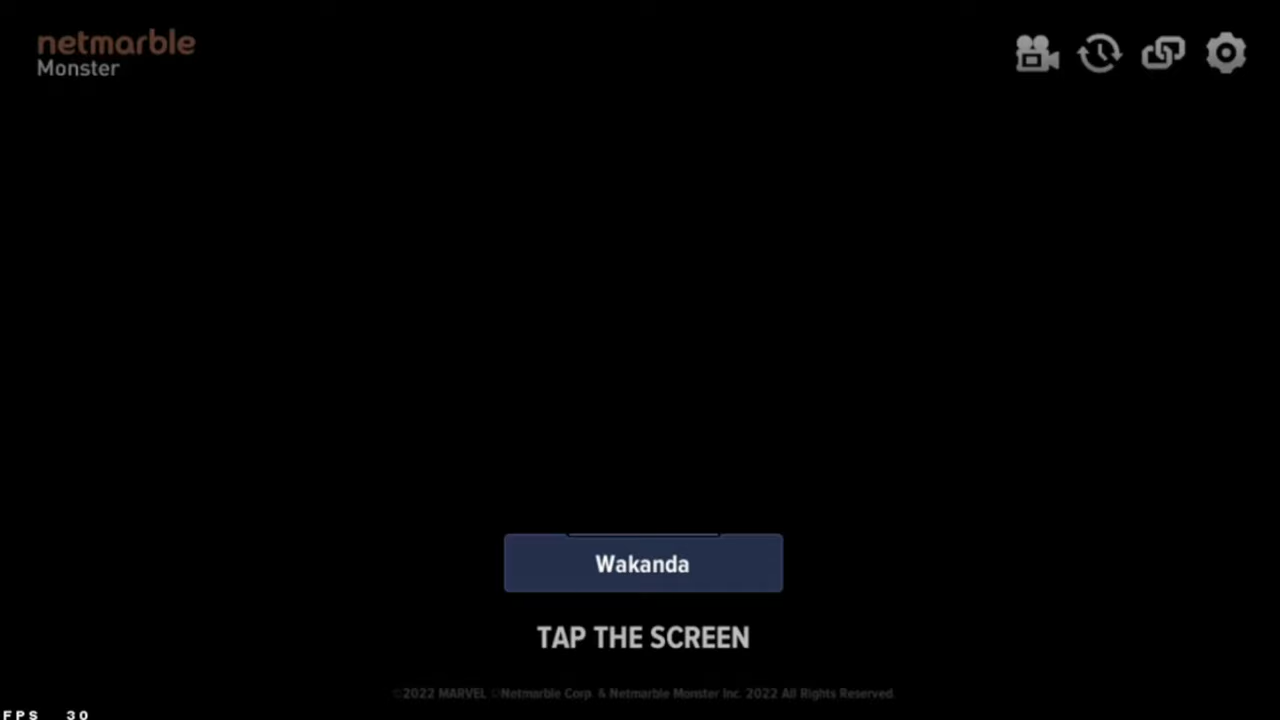 netmarble
Monster
Wakanda
TAP THE SCREEN
©2022 MARVEL ©Netmarble Corp. & Netmarble Monster Inc. 2022 All Rights Reserved.
FPS 30